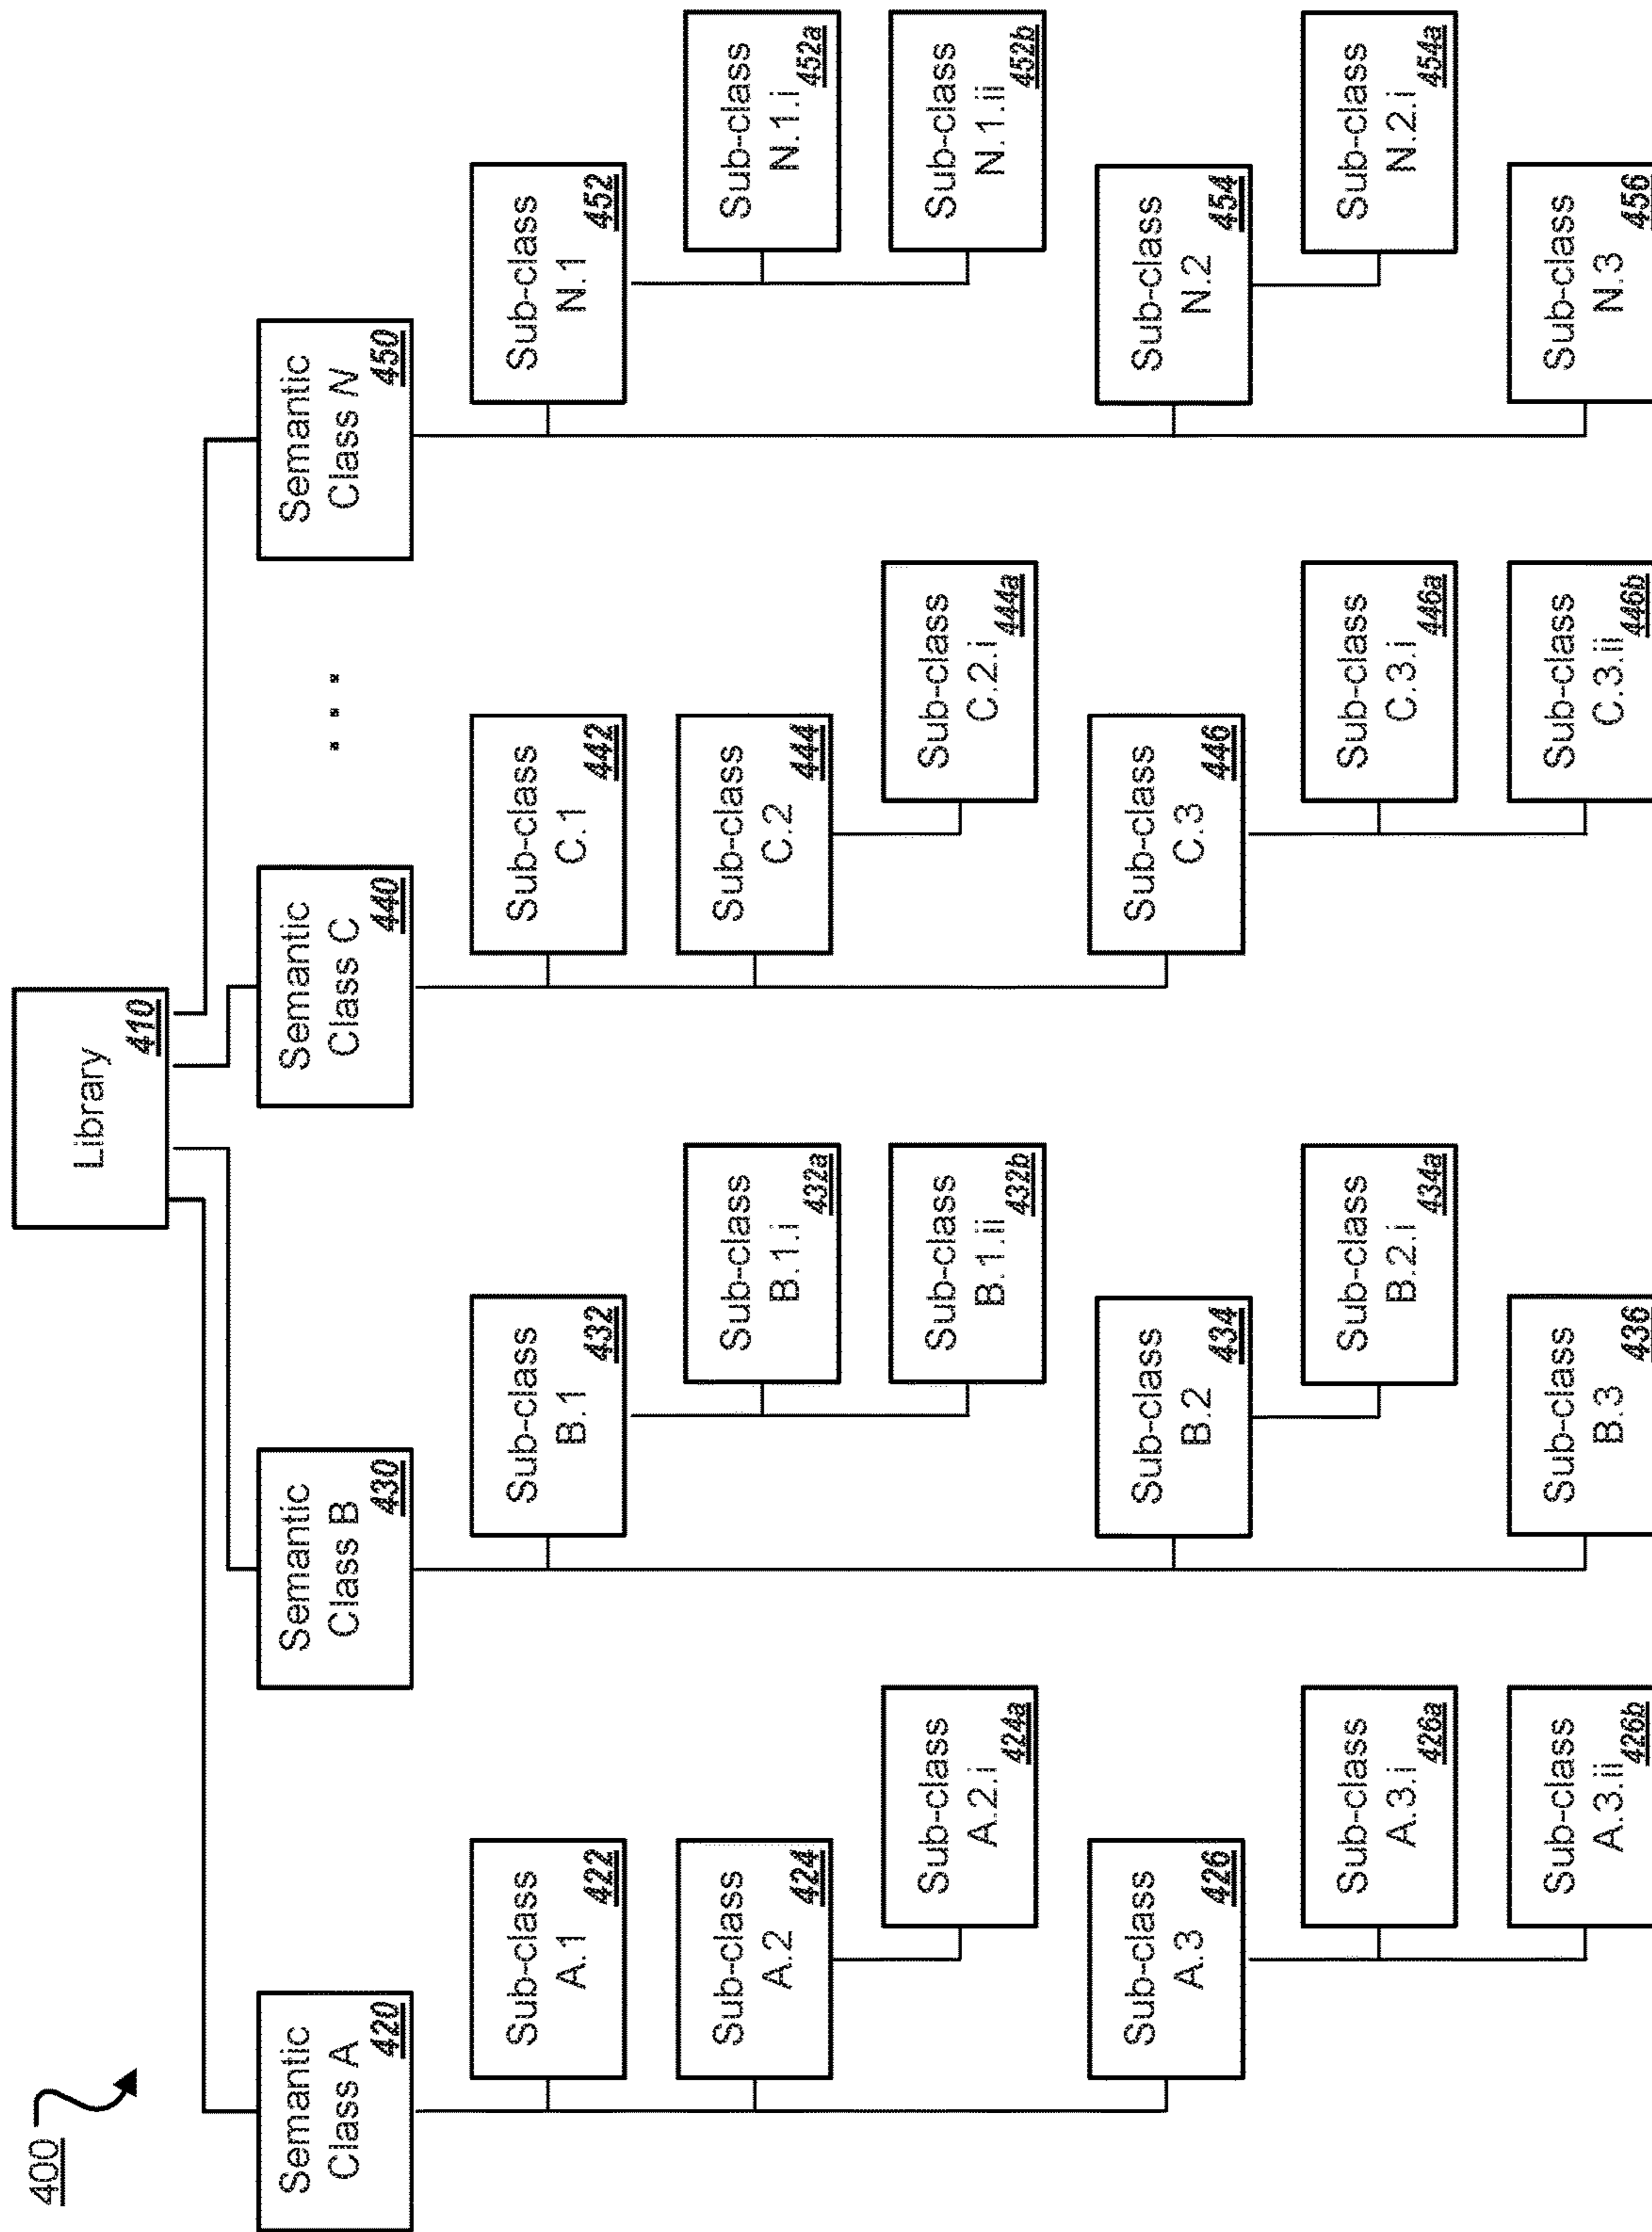 400
Library
410
Semantic
Class A
420
Sub-class
A.1
422
Sub-class
A.2
424
Sub-class
A.2.i
424a
Sub-class
A.3
426
Sub-class
A.3.i
426a
Sub-class
A.3.ii
426b
Semantic
Class B
430
Sub-class
B.1
432
Sub-class
B.1.i
432a
Sub-class
B.1.ii
432b
Sub-class
B.2
434
Sub-class
B.2.i
434a
Sub-class
B.3
436
Semantic
Class C
440
Sub-class
C.1
442
Sub-class
C.2
444
Sub-class
C.2.i
444a
Sub-class
C.3
446
Sub-class
C.3.i
446a
Sub-class
C.3.ii
446b
...
Semantic
Class N
450
Sub-class
N.1
452
Sub-class
N.1.i
452a
Sub-class
N.1.ii
452b
Sub-class
N.2
454
Sub-class
N.2.i
454a
Sub-class
N.3
456